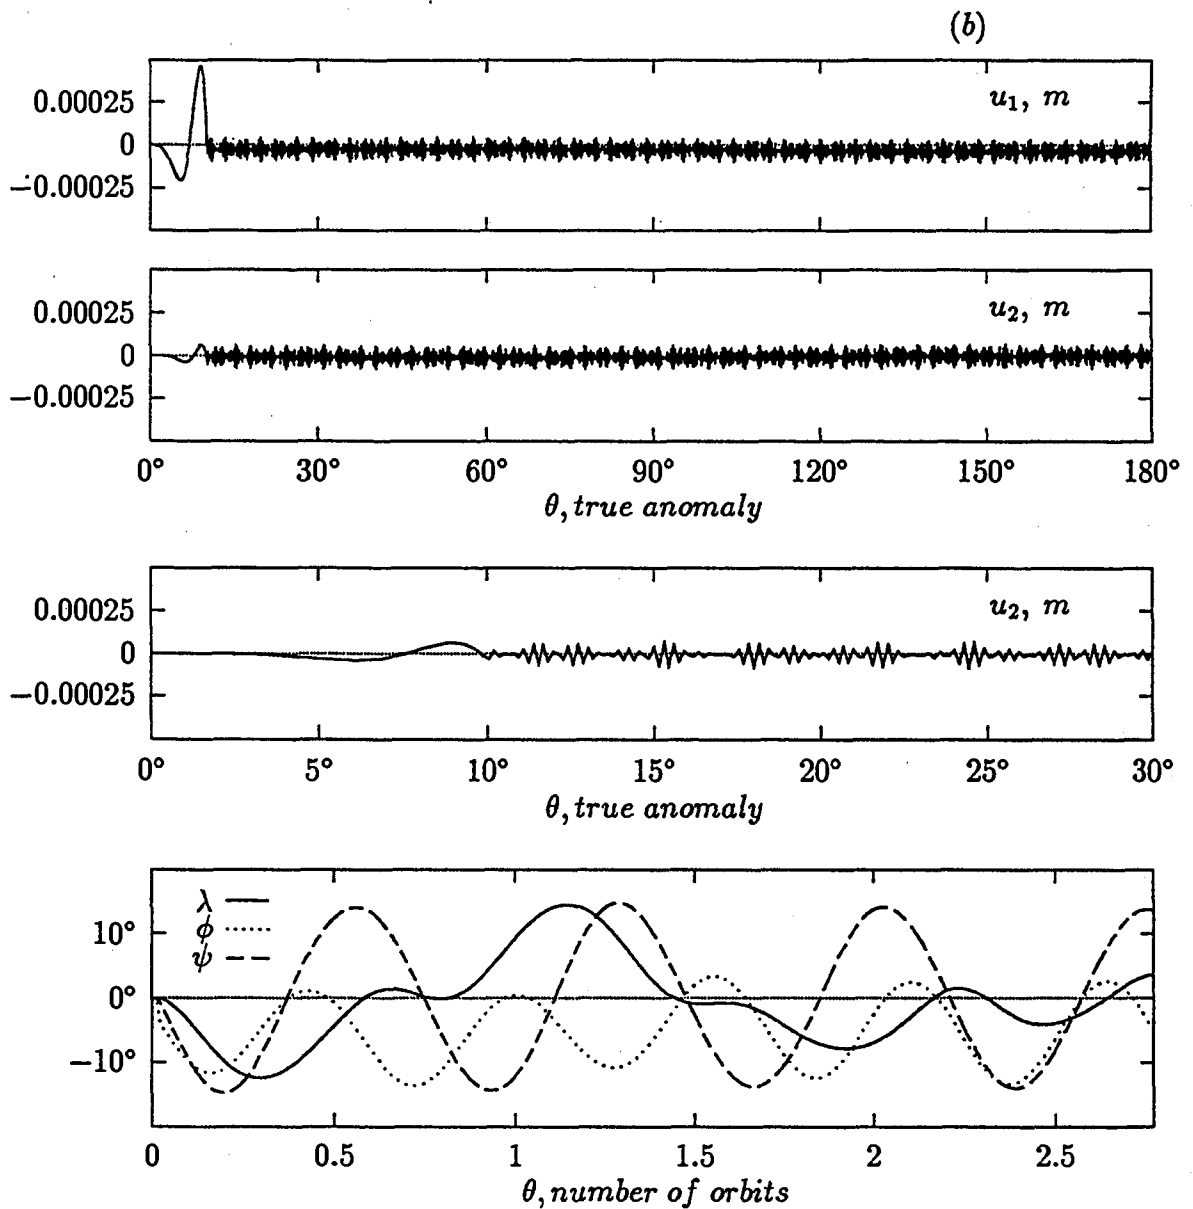 (b)
u₁, m
0.00025
0
−0.00025
u₂, m
0.00025
0
−0.00025
0° 30° 60° 90° 120° 150° 180°
θ, true anomaly
u₂, m
0.00025
0
−0.00025
0° 5° 10° 15° 20° 25° 30°
θ, true anomaly
λ
ϕ
ψ
10°
0°
−10°
0 0.5 1 1.5 2 2.5
θ, number of orbits